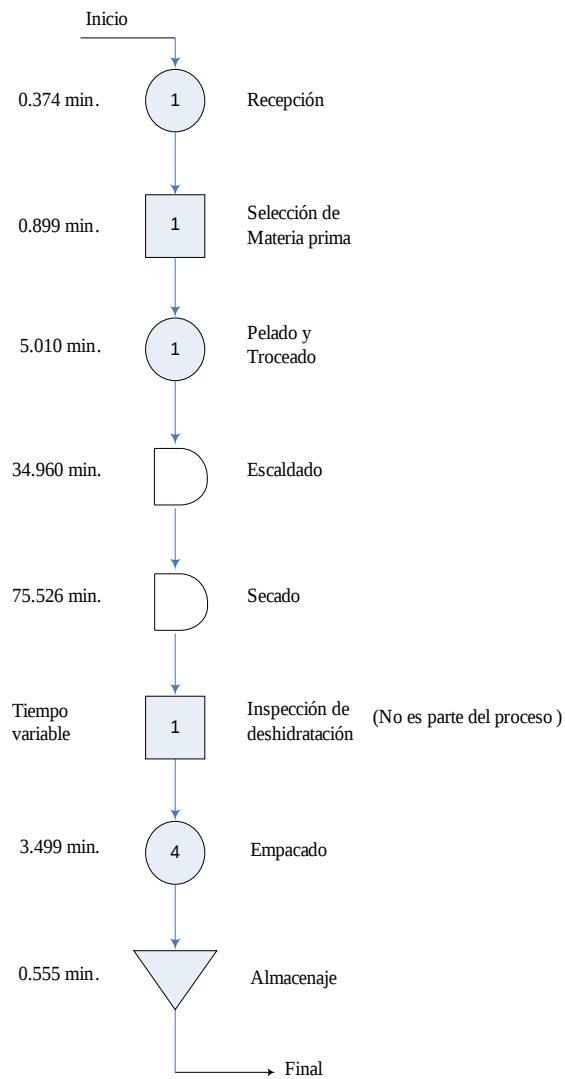 Inicio
0.374 min.
1
Recepción
0.899 min.
1
Selección de
Materia prima
5.010 min.
1
Pelado y
Troceado
34.960 min.
Escaldado
75.526 min.
Secado
Tiempo
variable
1
Inspección de
deshidratación
(No es parte del proceso )
3.499 min.
4
Empacado
0.555 min.
Almacenaje
Final